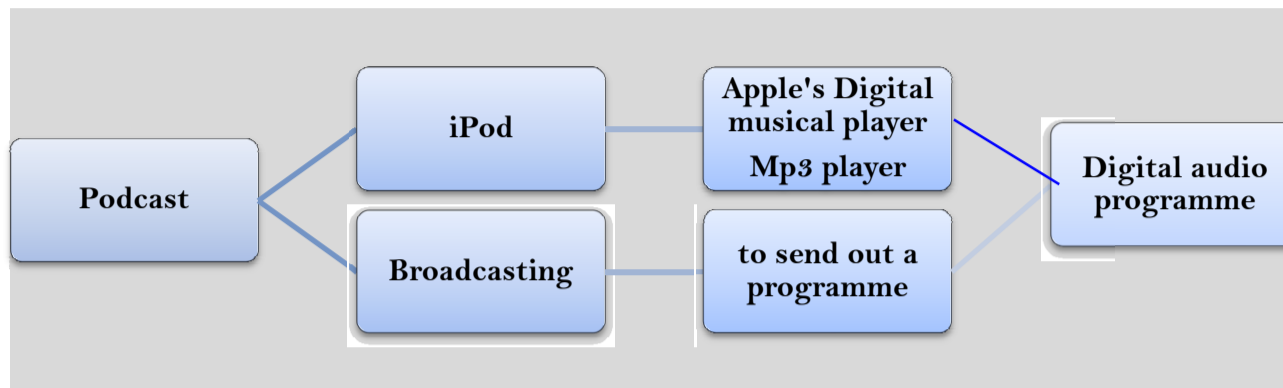 Podcast
iPod
Apple's Digital
musical player
Mp3 player
Broadcasting
to send out a
programme
Digital audio
programme